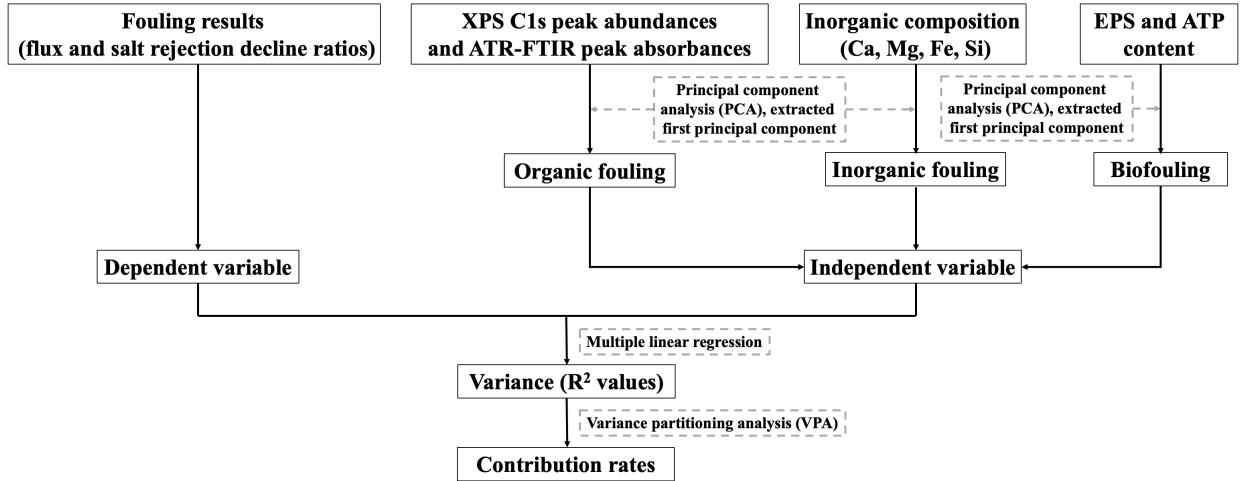 Fouling results
(flux and salt rejection decline ratios)
XPS C1s peak abundances
and ATR-FTIR peak absorbances
Inorganic composition
(Ca, Mg, Fe, Si)
EPS and ATP
content
Principal component
analysis (PCA), extracted
first principal component
Principal component
analysis (PCA), extracted
first principal component
Organic fouling
Inorganic fouling
Biofouling
Dependent variable
Independent variable
Multiple linear regression
Variance (R² values)
Variance partitioning analysis (VPA)
Contribution rates